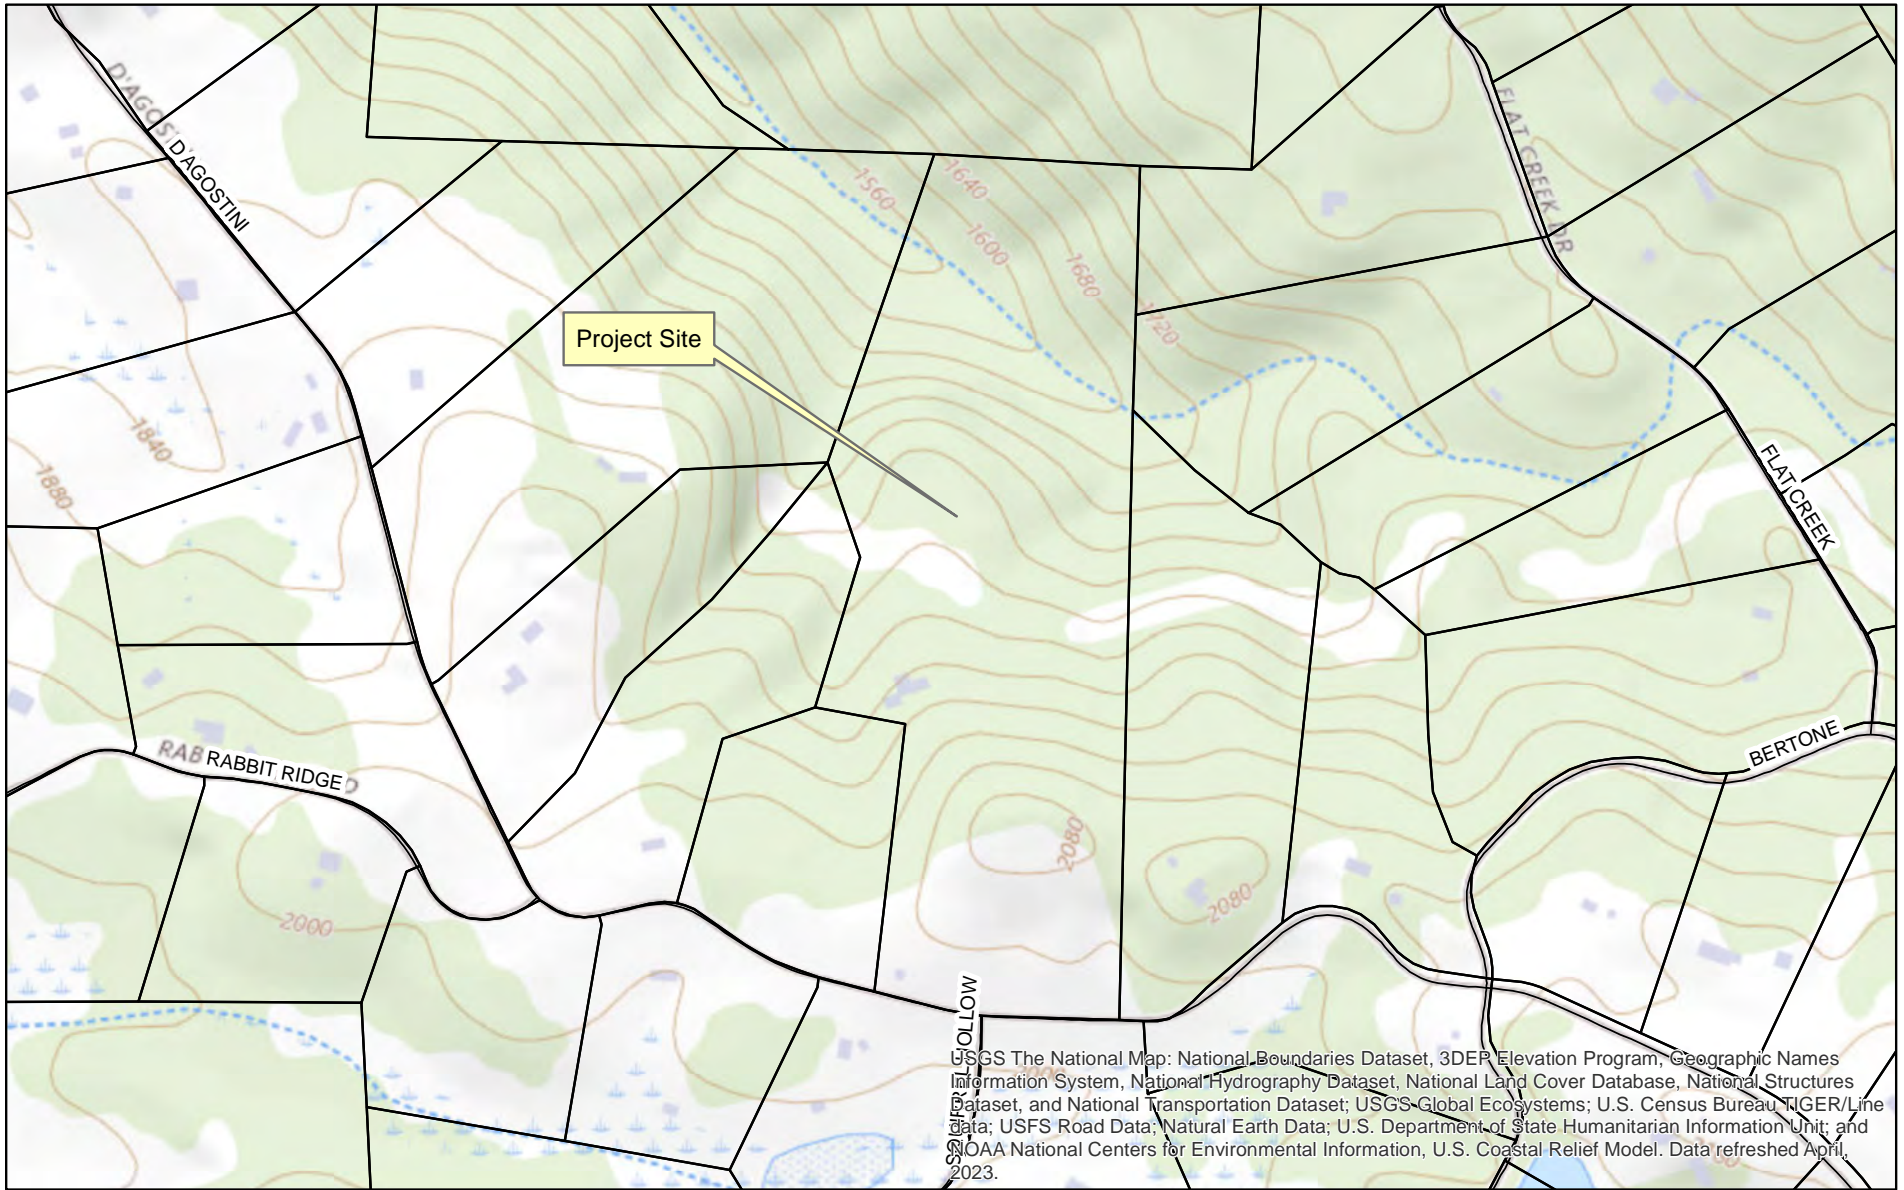 D'AGOS
D'AGOSTINI
FLAT CREEK DR
1560
1640
1600
1680
1720
Project Site
1840
1880
FLAT CREEK
RAB
RABBIT RIDGE
D
BERTONE
2080
2080
2000
2000
USGS The National Map: National Boundaries Dataset, 3DEP Elevation Program, Geographic Names
Information System, National Hydrography Dataset, National Land Cover Database, National Structures
Dataset, and National Transportation Dataset; USGS Global Ecosystems; U.S. Census Bureau TIGER/Line
data; USFS Road Data; Natural Earth Data; U.S. Department of State Humanitarian Information Unit; and
NOAA National Centers for Environmental Information, U.S. Coastal Relief Model. Data refreshed April,
2023.
HOLLOW